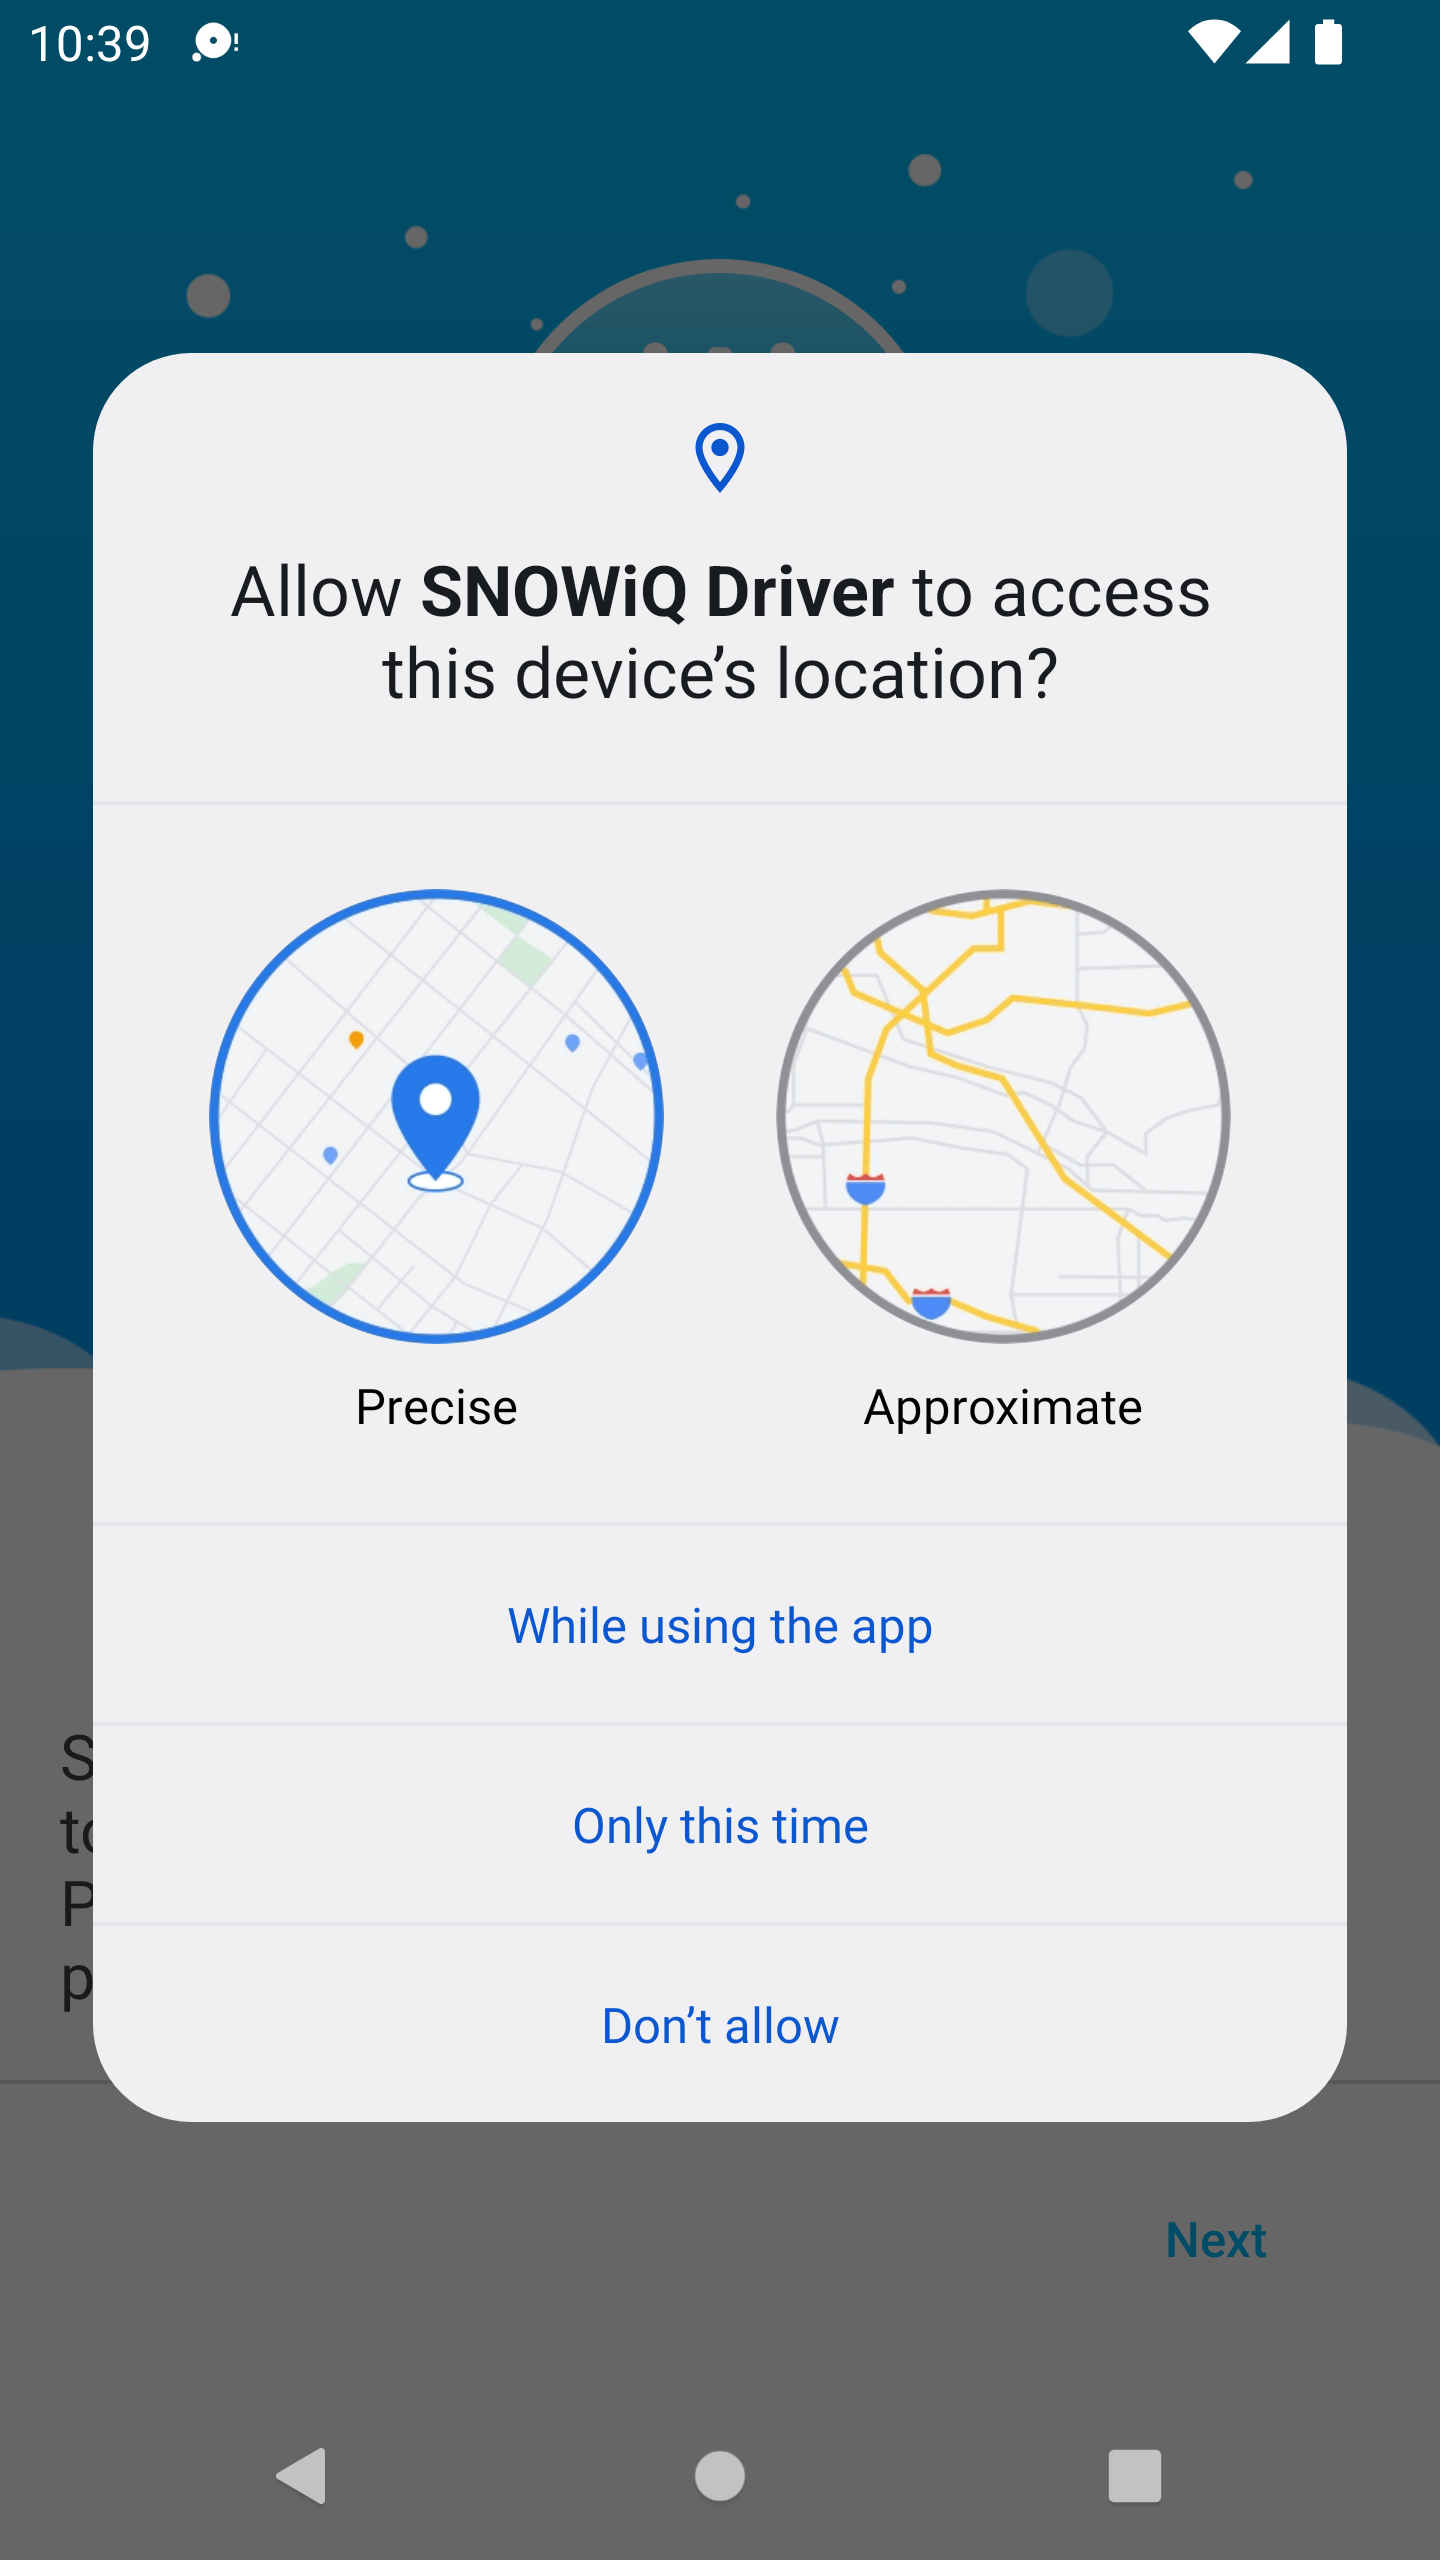 10:39
Allow SNOWiQ Driver to access
this device’s location?
Precise
Approximate
While using the app
Only this time
Don’t allow
Next